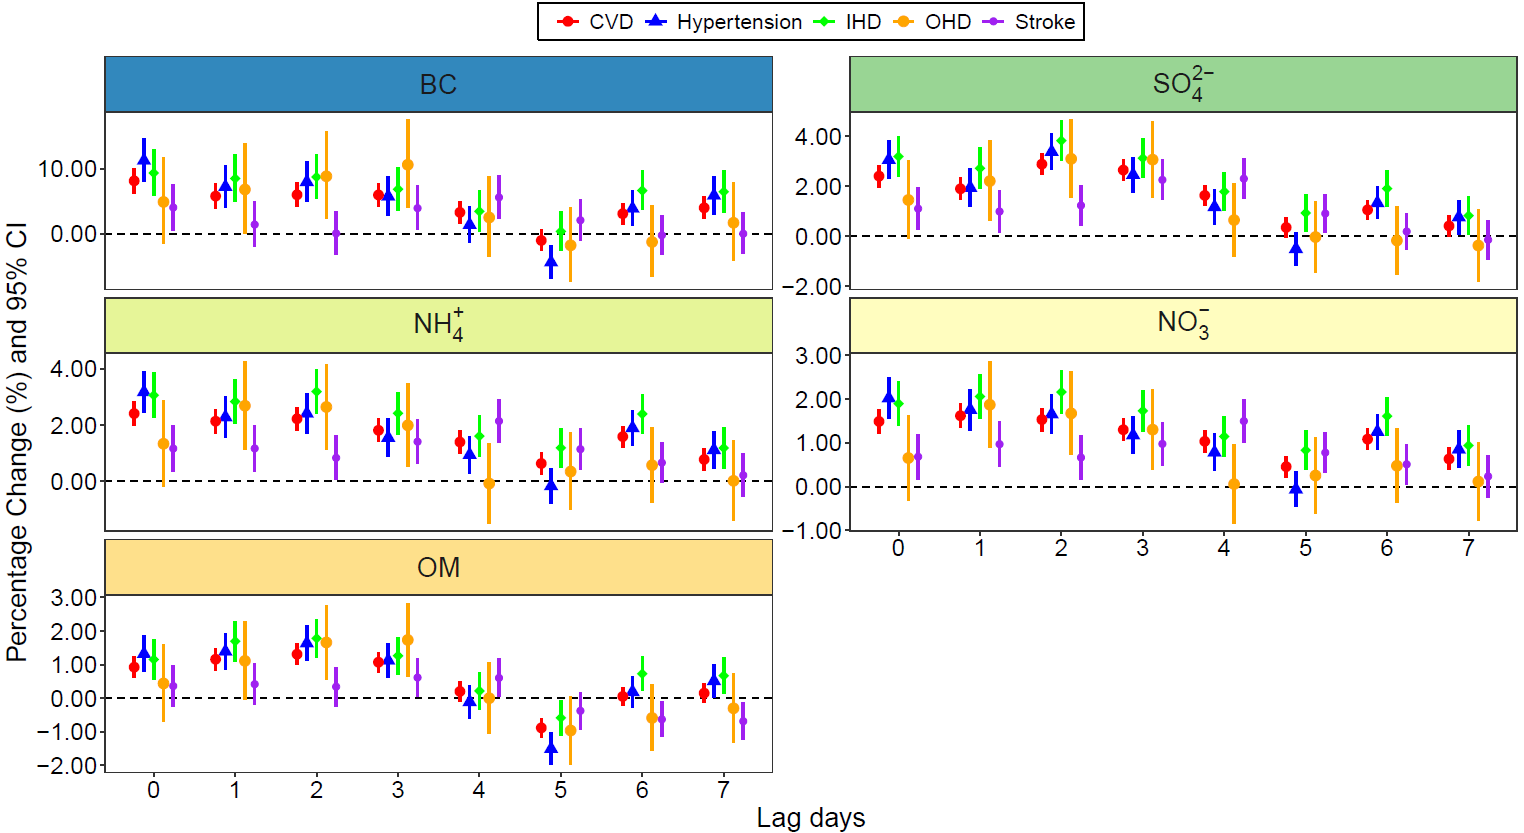 CVD Hypertension IHD OHD Stroke
Percentage Change (%) and 95% CI
BC
10.00
0.00
SO₄²⁻
4.00
2.00
0.00
−2.00
NH₄⁺
4.00
2.00
0.00
NO₃⁻
3.00
2.00
1.00
0.00
−1.00
0 1 2 3 4 5 6 7
OM
3.00
2.00
1.00
0.00
−1.00
−2.00
0 1 2 3 4 5 6 7
Lag days